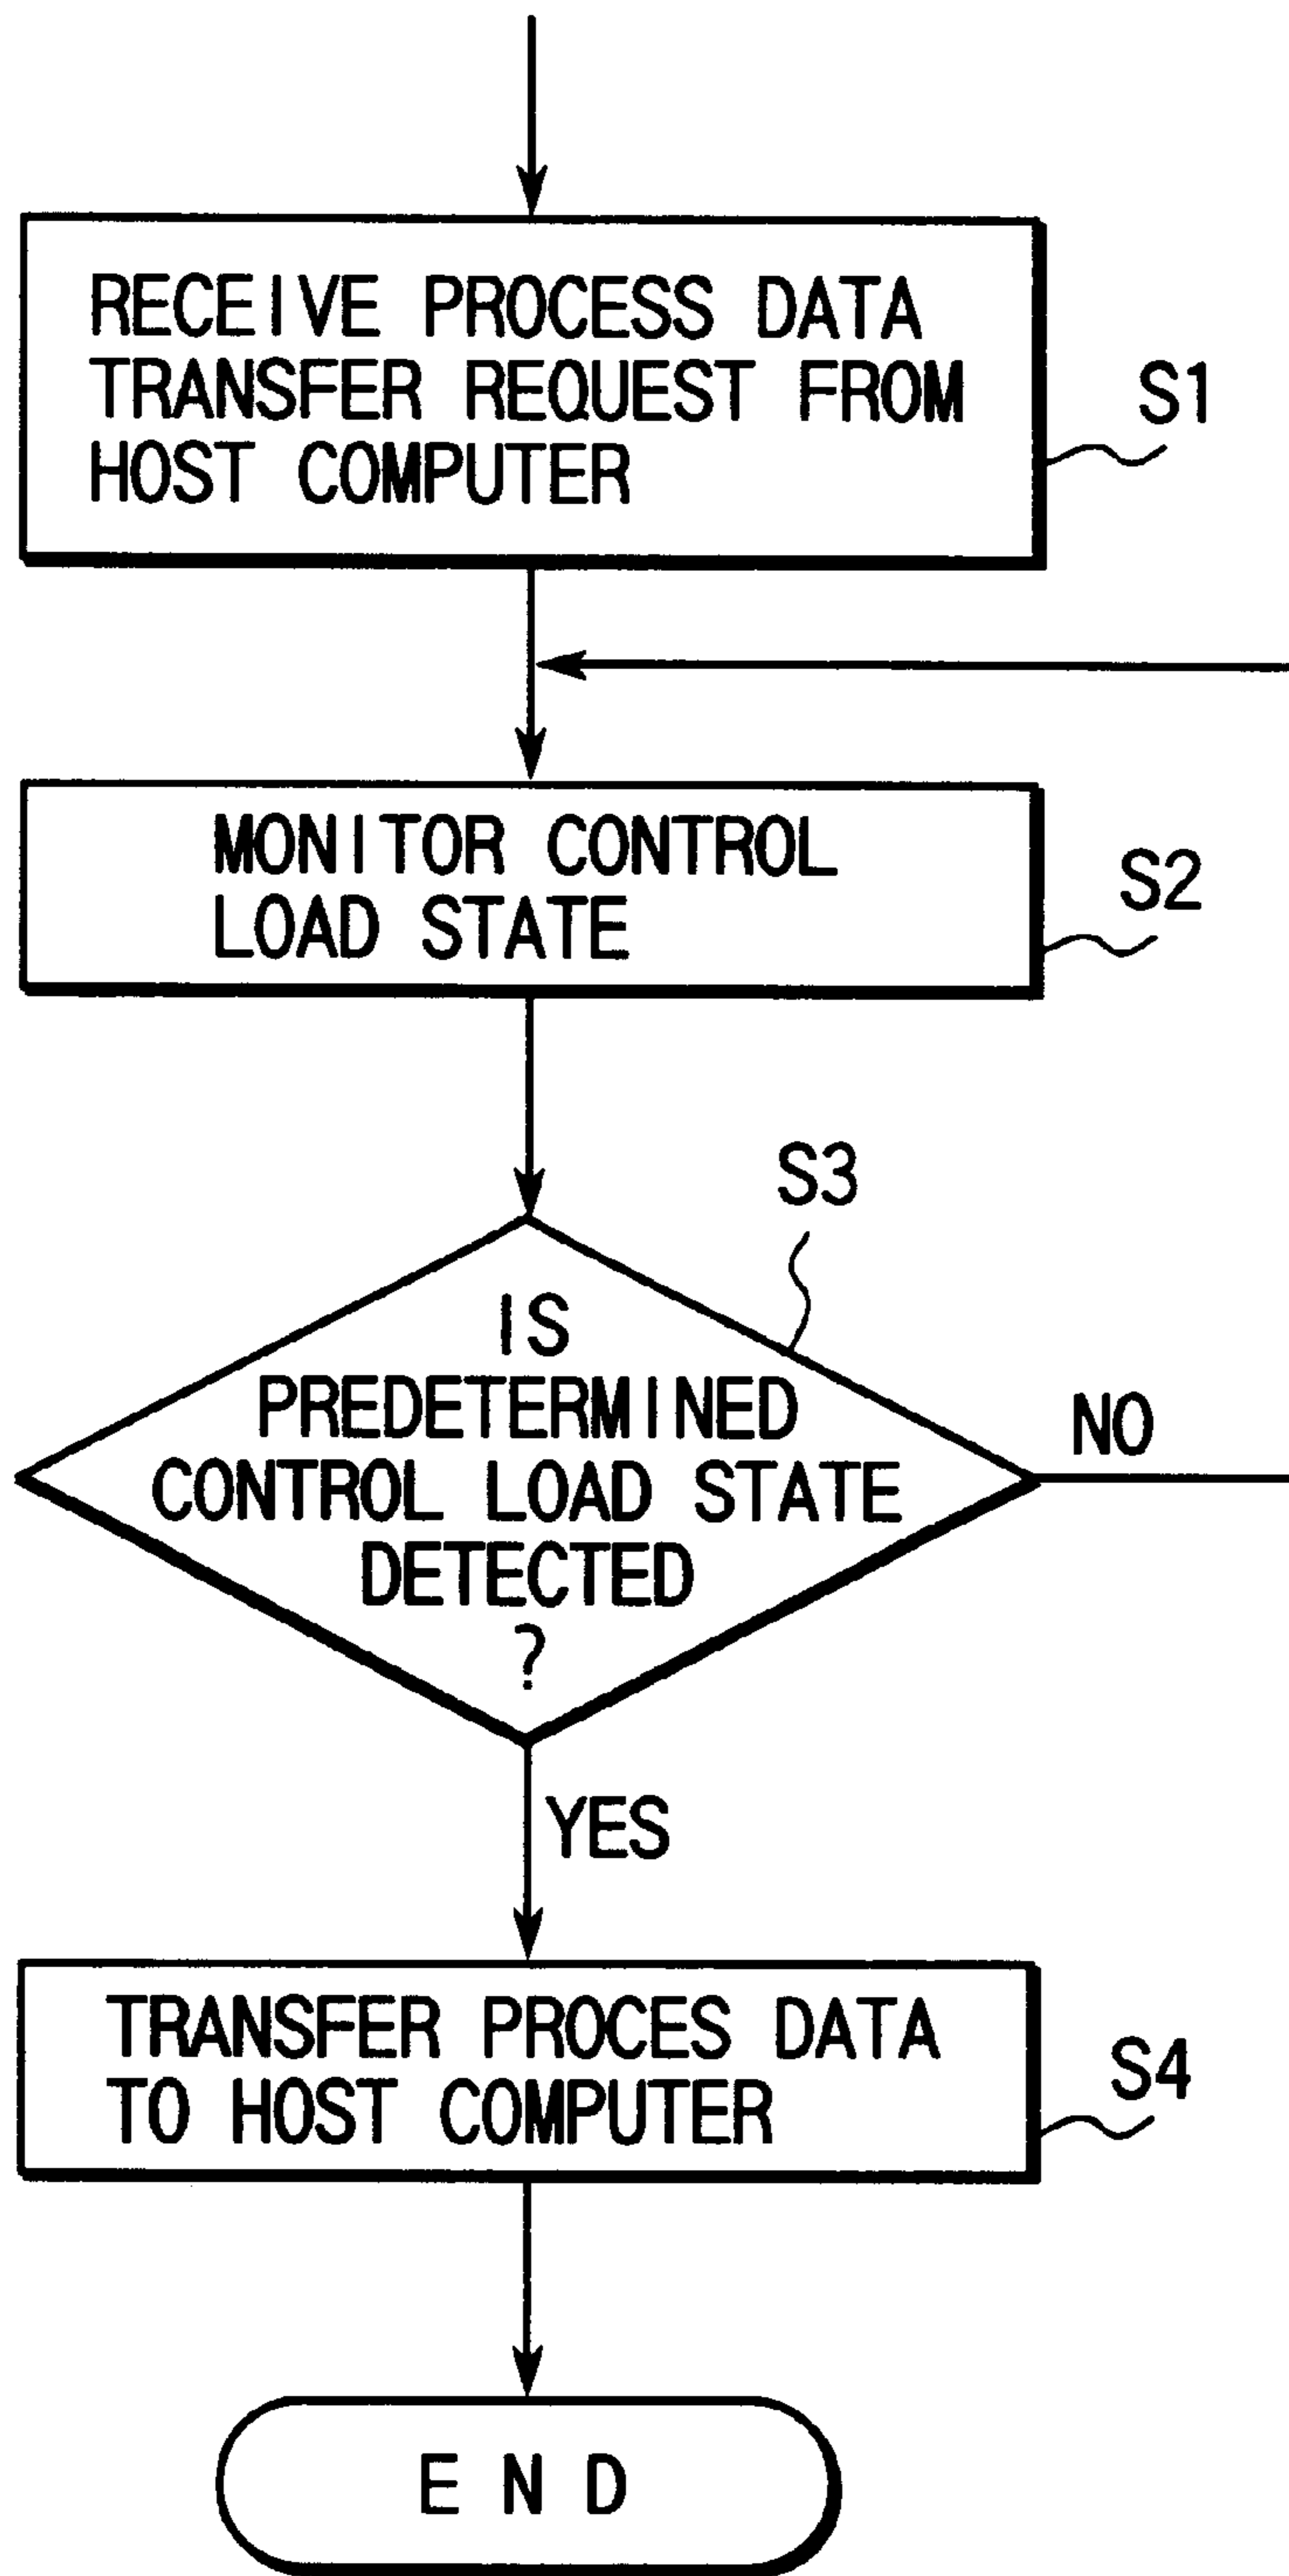 RECEIVE PROCESS DATA
TRANSFER REQUEST FROM
HOST COMPUTER
S1
MONITOR CONTROL
LOAD STATE
S2
S3
IS
PREDETERMINED
CONTROL LOAD STATE
DETECTED
?
NO
YES
TRANSFER PROCES DATA
TO HOST COMPUTER
S4
END